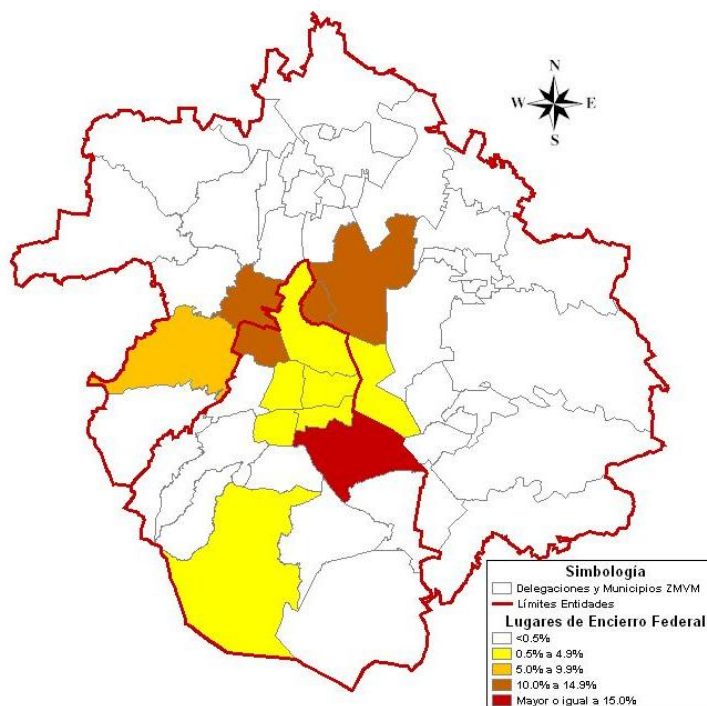 N
W E
S
Simbología
Delegaciones y Municipios ZMVM
Límites Entidades
Lugares de Encierro Federal
<0.5%
0.5% a 4.9%
5.0% a 9.9%
10.0% a 14.9%
Mayor o igual a 15.0%